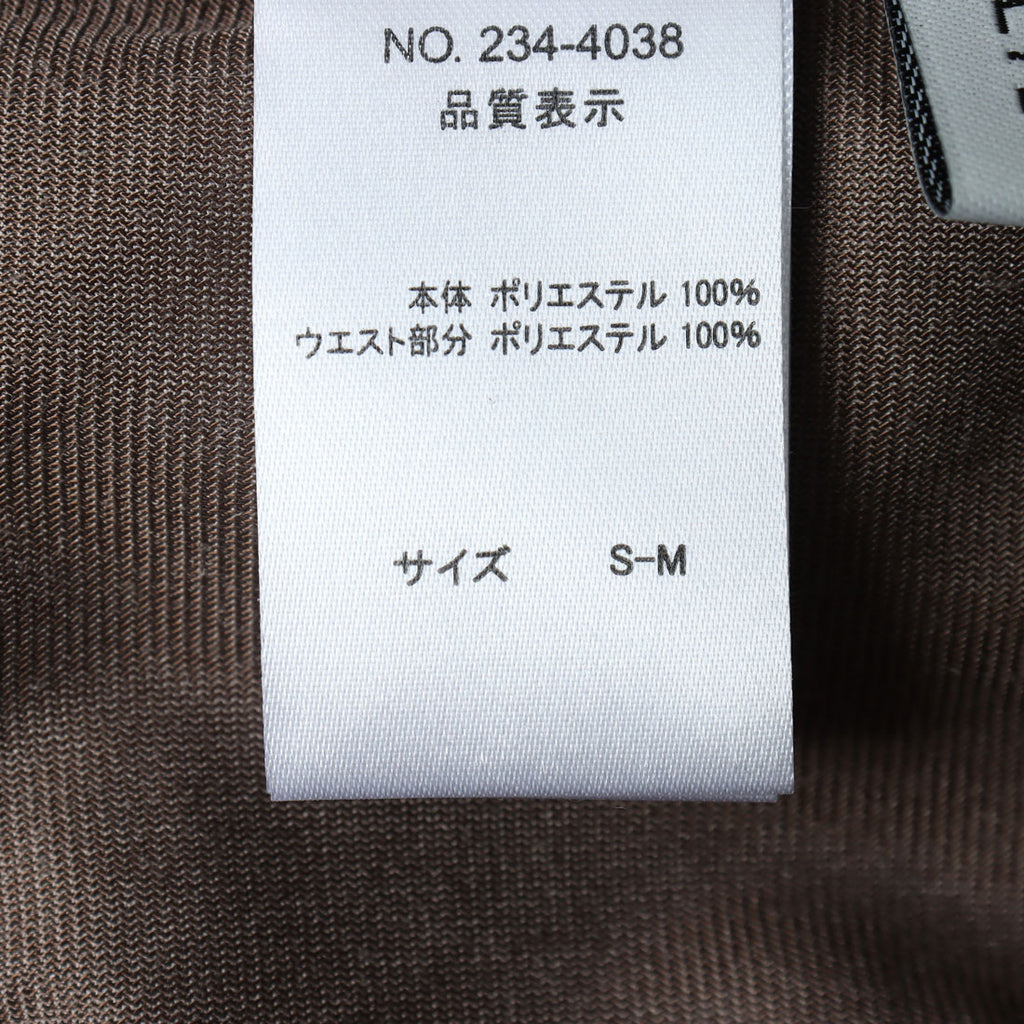 NO. 234-4038
品質表示
本体 ポリエステル 100%
ウエスト部分 ポリエステル 100%
サイズ S-M